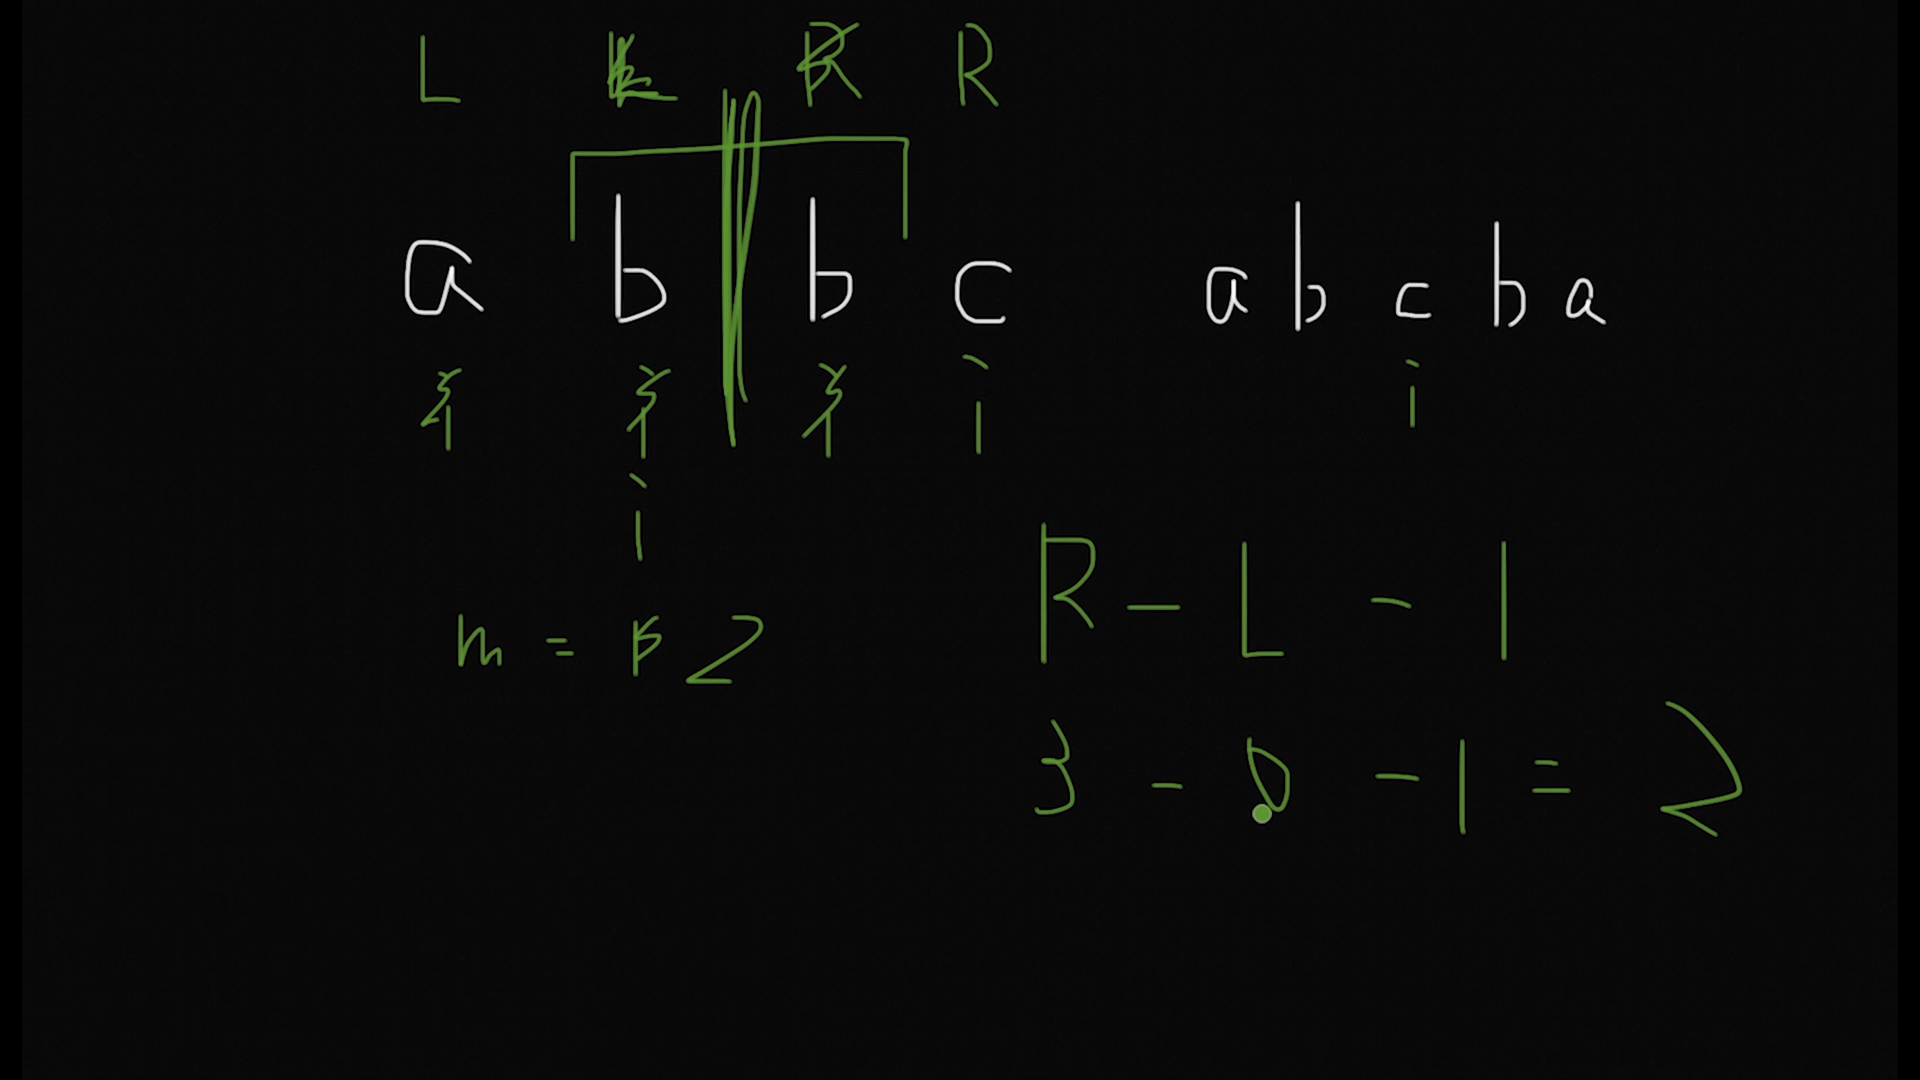 L R
a b b c a b c b a
i i
i
m = 2
R - L - 1
3 - 0 - 1 = 2